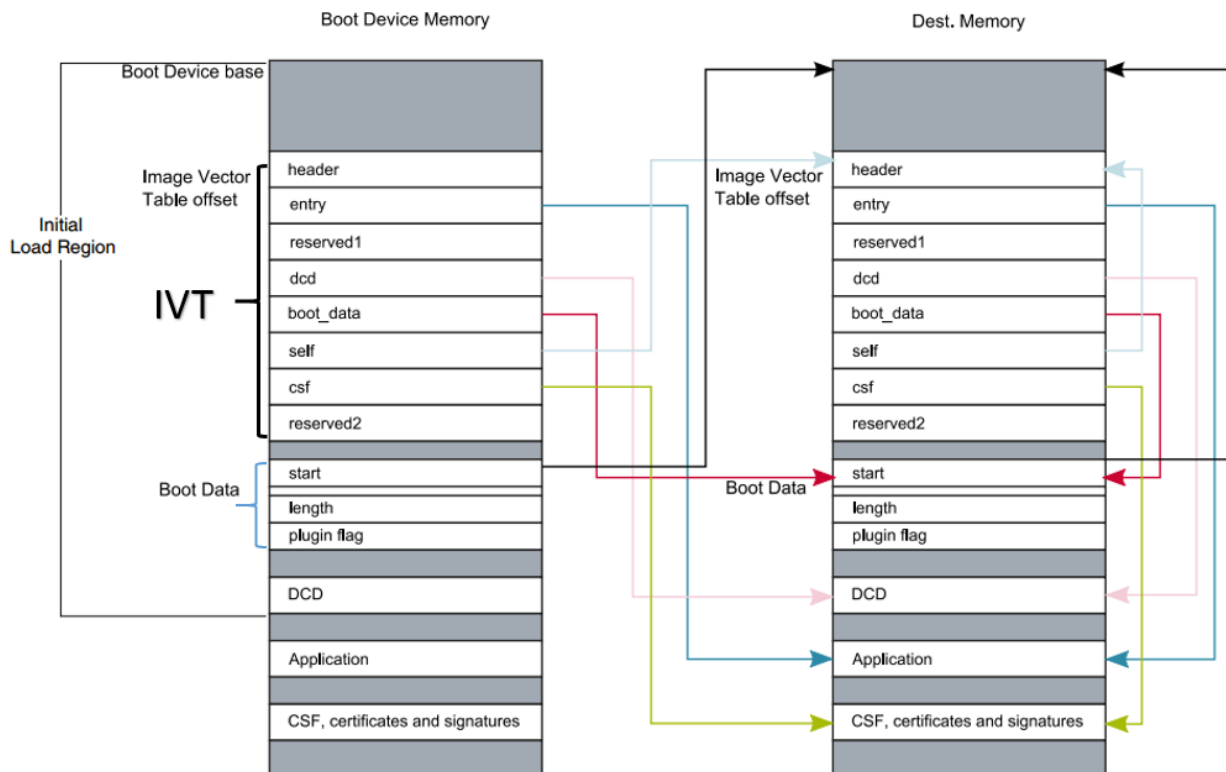 Boot Device Memory
Dest. Memory
Boot Device base
Image Vector
Table offset
Initial
Load Region
IVT
header
entry
reserved1
dcd
boot_data
self
csf
reserved2
Boot Data
start
length
plugin flag
DCD
Application
CSF, certificates and signatures
Image Vector
Table offset
header
entry
reserved1
dcd
boot_data
self
csf
reserved2
Boot Data
start
length
plugin flag
DCD
Application
CSF, certificates and signatures